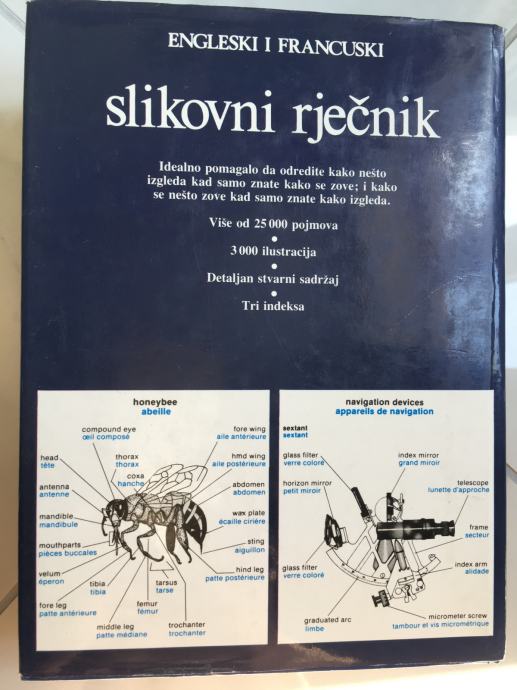 ENGLESKI I FRANCUSKI
slikovni rječnik
Idealno pomagalo da odredite kako nešto
izgleda kad samo znate kako se zove; i kako
se nešto zove kad samo znate kako izgleda.
Više od 25 000 pojmova
3 000 ilustracija
Detaljan stvarni sadržaj
Tri indeksa
honeybee
abeille
compound eye
œil composé
fore wing
aile antérieure
head
tête
thorax
thorax
hmd wing
aile postérieure
coxa
hanche
antenna
antenne
abdomen
abdomen
mandible
mandibule
wax plate
écaille cirière
mouthparts
pièces buccales
sting
aiguillon
velum
éperon
tibia
tibia
tarsus
tarse
hind leg
patte postérieure
fore leg
patte antérieure
femur
fémur
middle leg
patte médiane
trochanter
trochanter
navigation devices
appareils de navigation
sextant
sextant
glass filter
verre coloré
index mirror
grand miroir
horizon mirror
petit miroir
telescope
lunette d'approche
frame
secteur
glass filter
verre coloré
index arm
alidade
graduated arc
limbe
micrometer screw
tambour et vis micrométrique